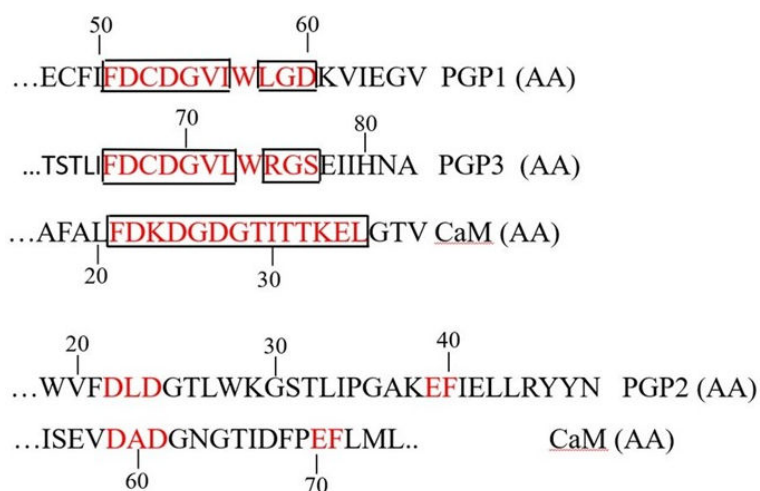 50 60
...ECFIFDCDGVIWLGDKVIEGV PGP1 (AA)
70 80
...TSTLIFDCDGVLWRGSEIIHNA PGP3 (AA)
...AFALFDKDGDGTITTKELGTV CaM (AA)
20 30
20 30 40
...WVFDLDGTLWKGSTLIPGAKEFIELLRYYN PGP2 (AA)
...ISEVDADGNGTIDFPEFLML.. CaM (AA)
60 70